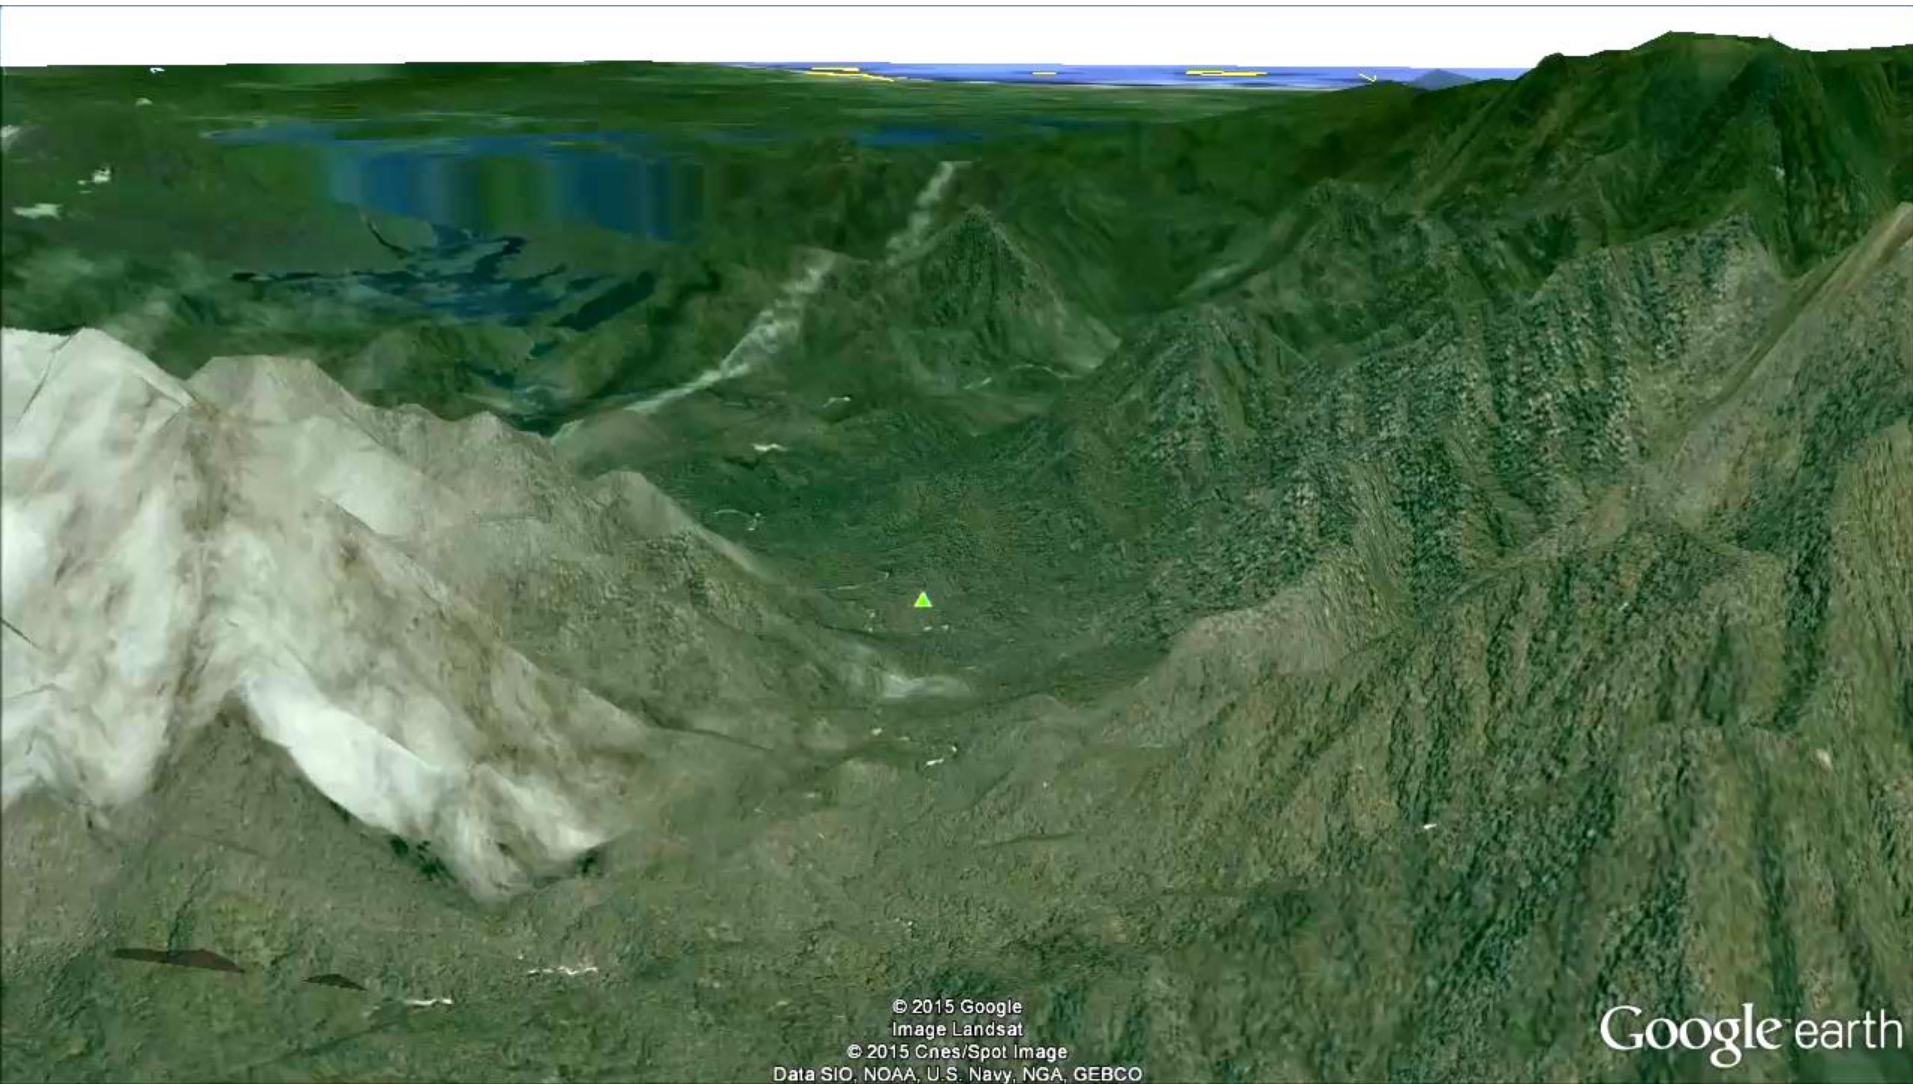 © 2015 Google
Image Landsat
© 2015 Cnes/Spot Image
Data SIO, NOAA, U.S. Navy, NGA, GEBCO
Google earth